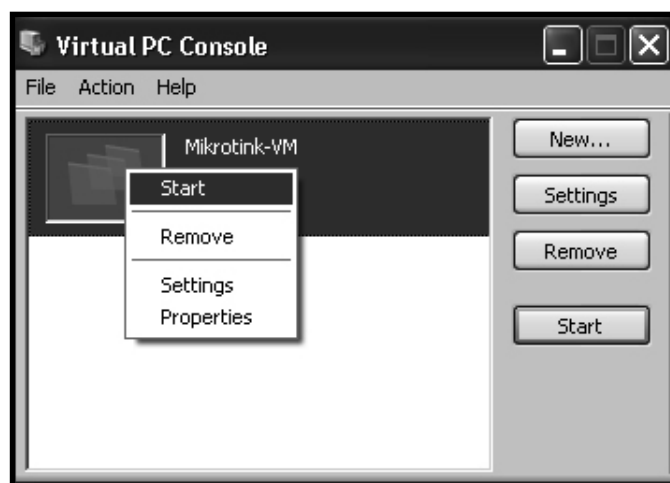 Virtual PC Console
File Action Help
Mikrotink-VM
Start
Remove
Settings
Properties
New...
Settings
Remove
Start